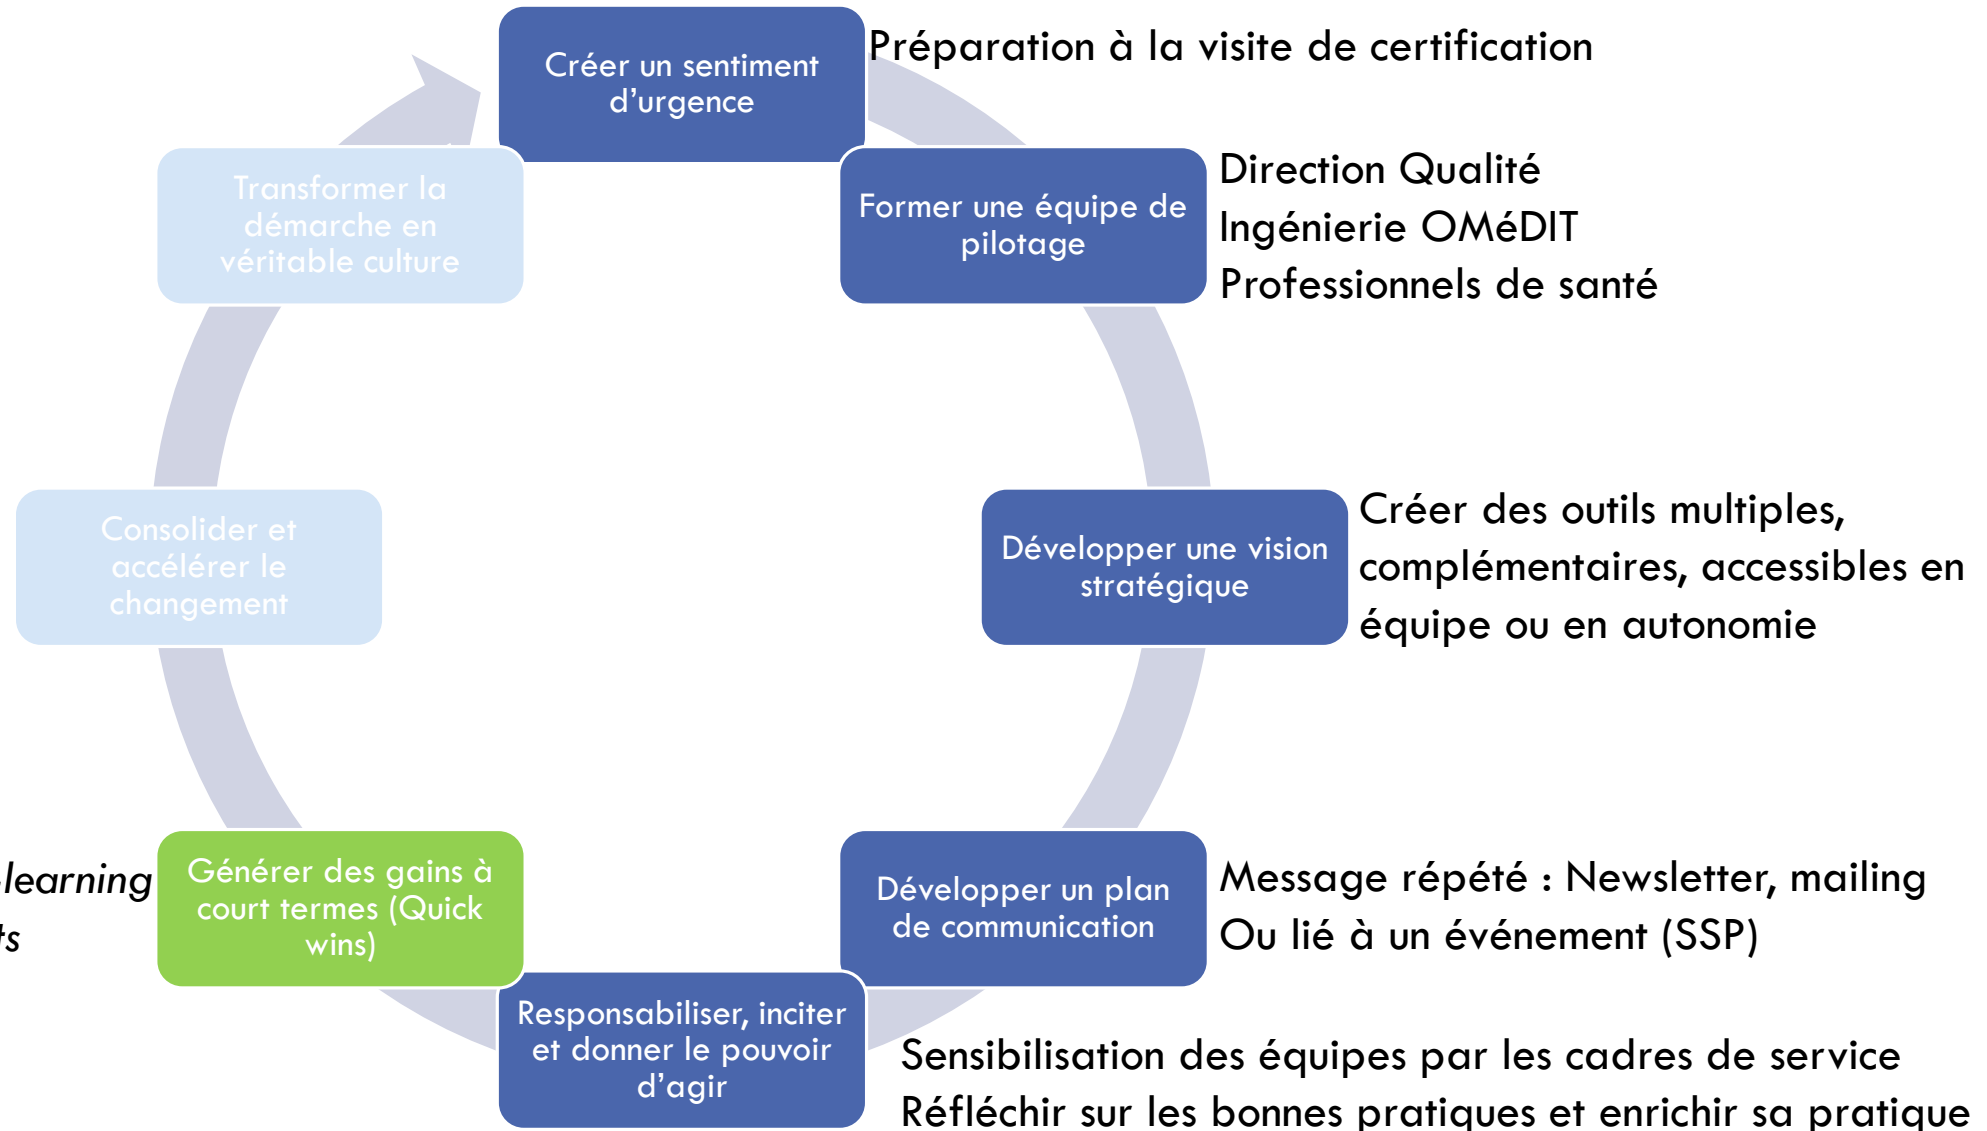 Créer un sentiment
d’urgence
Préparation à la visite de certification
Former une équipe de
pilotage
Direction Qualité
Ingénierie OMéDIT
Professionnels de santé
Développer une vision
stratégique
Créer des outils multiples,
complémentaires, accessibles en
équipe ou en autonomie
Développer un plan
de communication
Message répété : Newsletter, mailing
Ou lié à un événement (SSP)
Responsabiliser, inciter
et donner le pouvoir
d’agir
Sensibilisation des équipes par les cadres de service
Réfléchir sur les bonnes pratiques et enrichir sa pratique
Générer des gains à
court termes (Quick
wins)
-learning
Consolider et
accélérer le
changement
Transformer la
démarche en
véritable culture